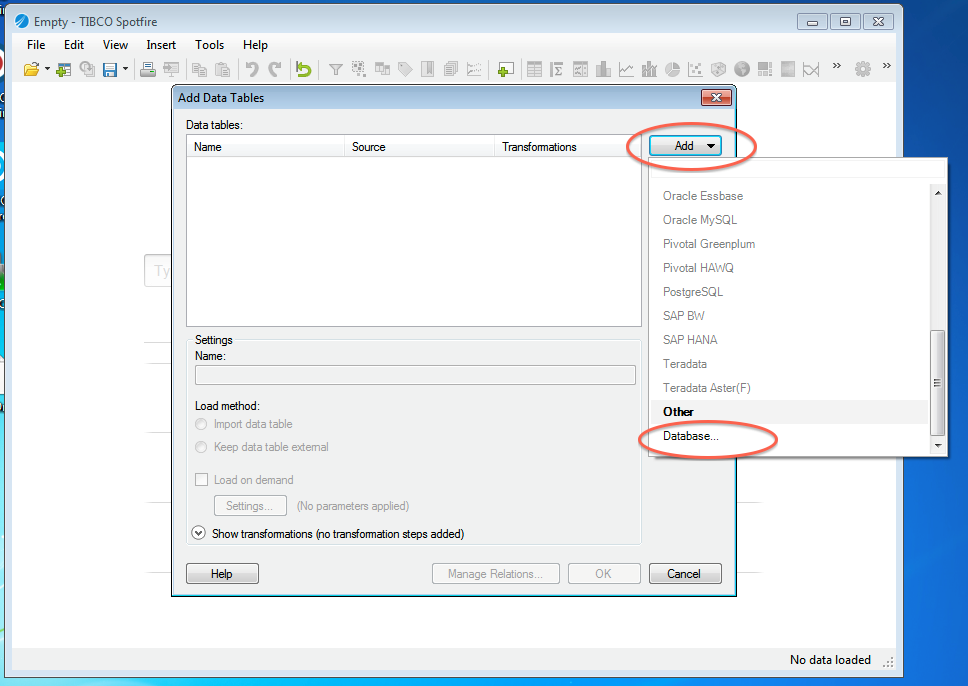 Empty - TIBCO Spotfire
File Edit View Insert Tools Help
Add Data Tables
Data tables:
Name Source Transformations
Add
Oracle Essbase
Oracle MySQL
Pivotal Greenplum
Pivotal HAWQ
PostgreSQL
SAP BW
SAP HANA
Teradata
Teradata Aster(F)
Other
Database...
Ty
Settings
Name:
Load method:
Import data table
Keep data table external
Load on demand
Settings... (No parameters applied)
Show transformations (no transformation steps added)
Help Manage Relations... OK Cancel
No data loaded